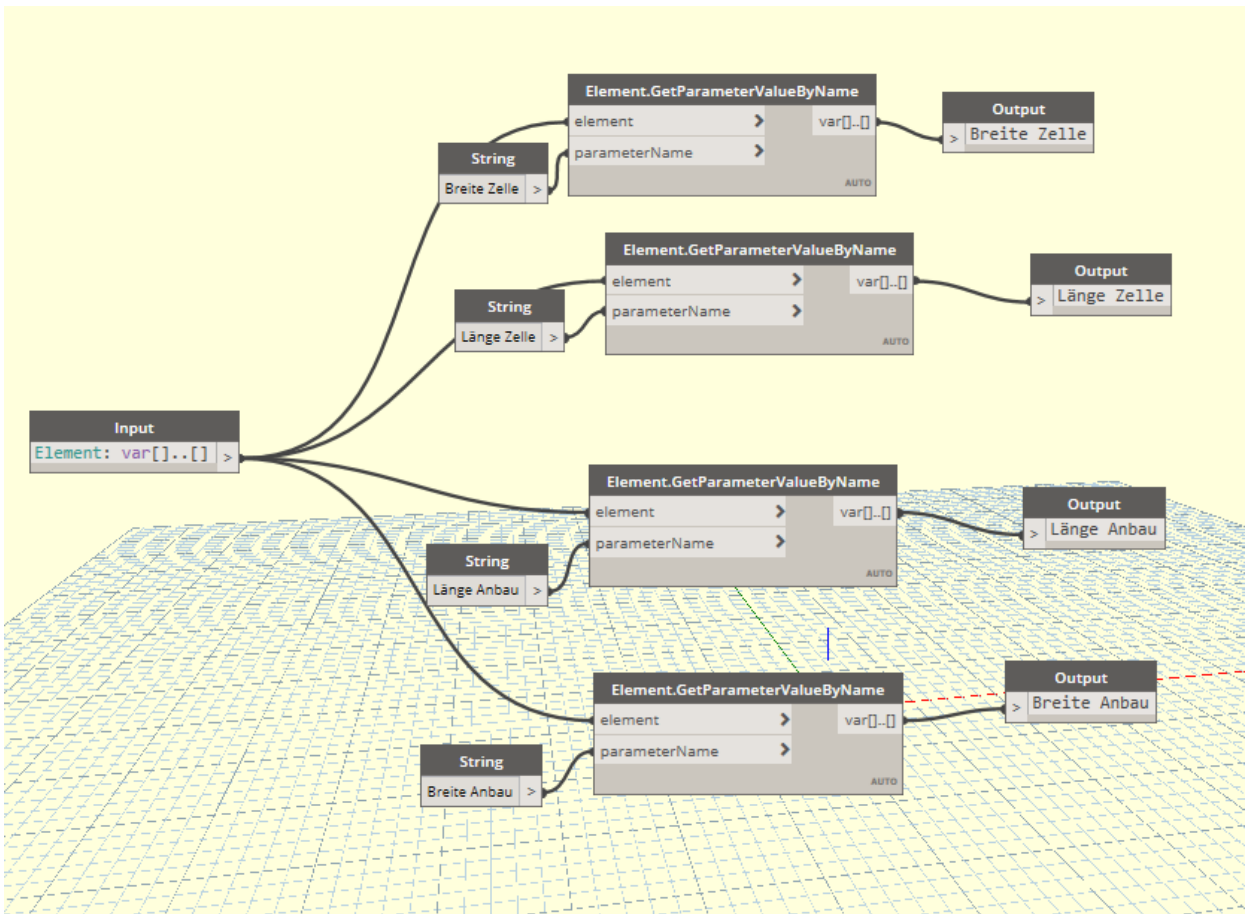 Element.GetParameterValueByName
element > var[]..[]
parameterName >
AUTO
Output
> Breite Zelle
String
Breite Zelle >
Element.GetParameterValueByName
element > var[]..[]
parameterName >
AUTO
Output
> Länge Zelle
String
Länge Zelle >
Input
Element: var[]..[] >
Element.GetParameterValueByName
element > var[]..[]
parameterName >
AUTO
Output
> Länge Anbau
String
Länge Anbau >
Element.GetParameterValueByName
element > var[]..[]
parameterName >
AUTO
Output
> Breite Anbau
String
Breite Anbau >